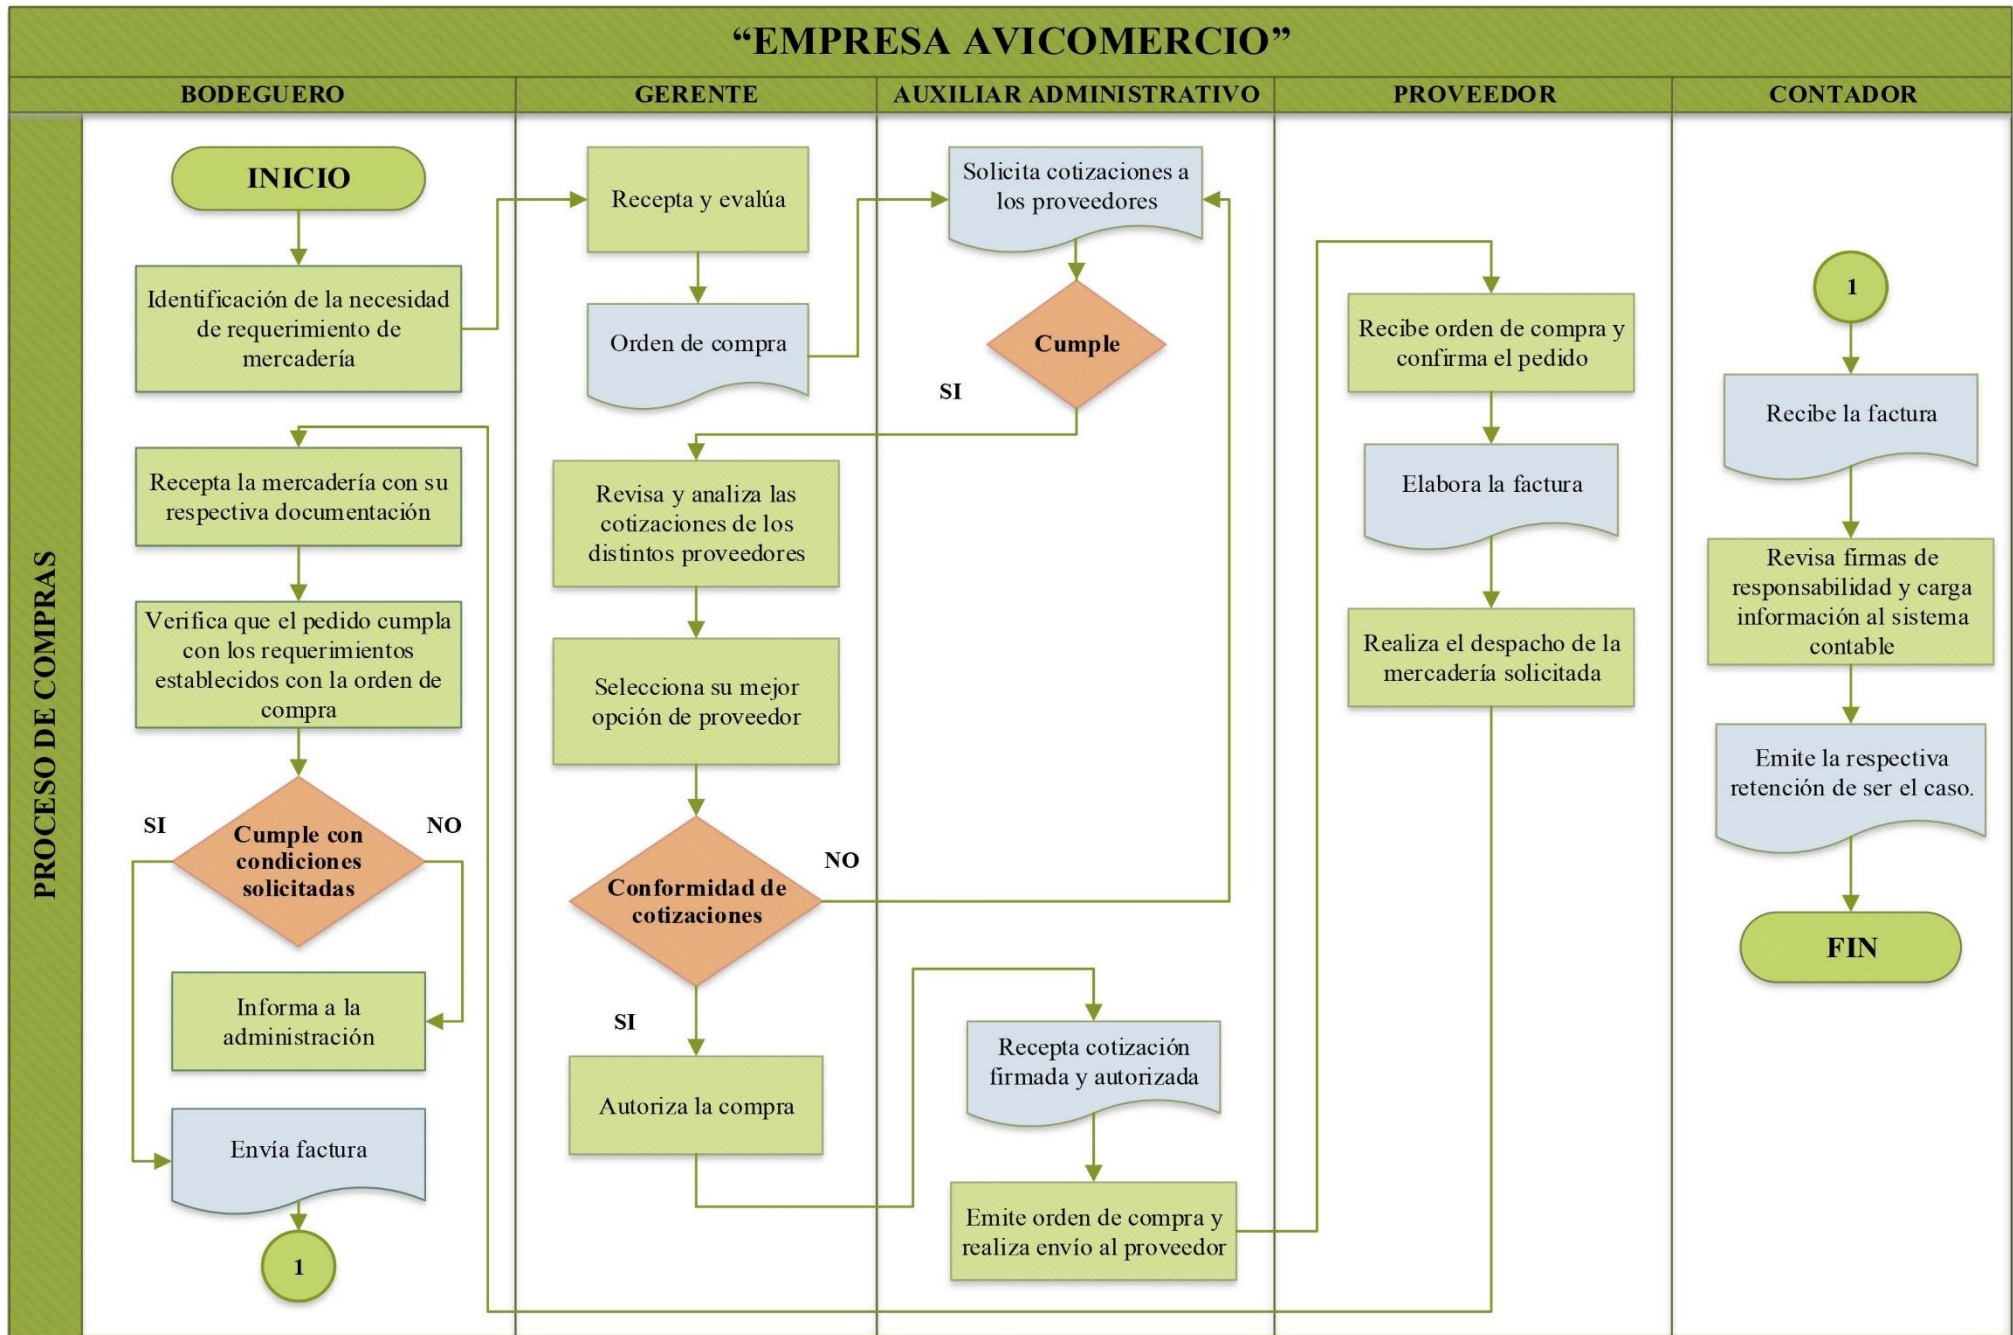 “EMPRESA AVICOMERCIO”
BODEGUERO
GERENTE
AUXILIAR ADMINISTRATIVO
PROVEEDOR
CONTADOR
PROCESO DE COMPRAS
INICIO
Identificación de la necesidad
de requerimiento de
mercadería
Recepta la mercadería con su
respectiva documentación
Verifica que el pedido cumpla
con los requerimientos
establecidos con la orden de
compra
SI
NO
Cumple con
condiciones
solicitadas
Informa a la
administración
Envía factura
1
Recepta y evalúa
Orden de compra
Revisa y analiza las
cotizaciones de los
distintos proveedores
Selecciona su mejor
opción de proveedor
Conformidad de
cotizaciones
NO
SI
Autoriza la compra
Solicita cotizaciones a
los proveedores
Cumple
SI
Recepta cotización
firmada y autorizada
Emite orden de compra y
realiza envío al proveedor
Recibe orden de compra y
confirma el pedido
Elabora la factura
Realiza el despacho de la
mercadería solicitada
1
Recibe la factura
Revisa firmas de
responsabilidad y carga
información al sistema
contable
Emite la respectiva
retención de ser el caso.
FIN